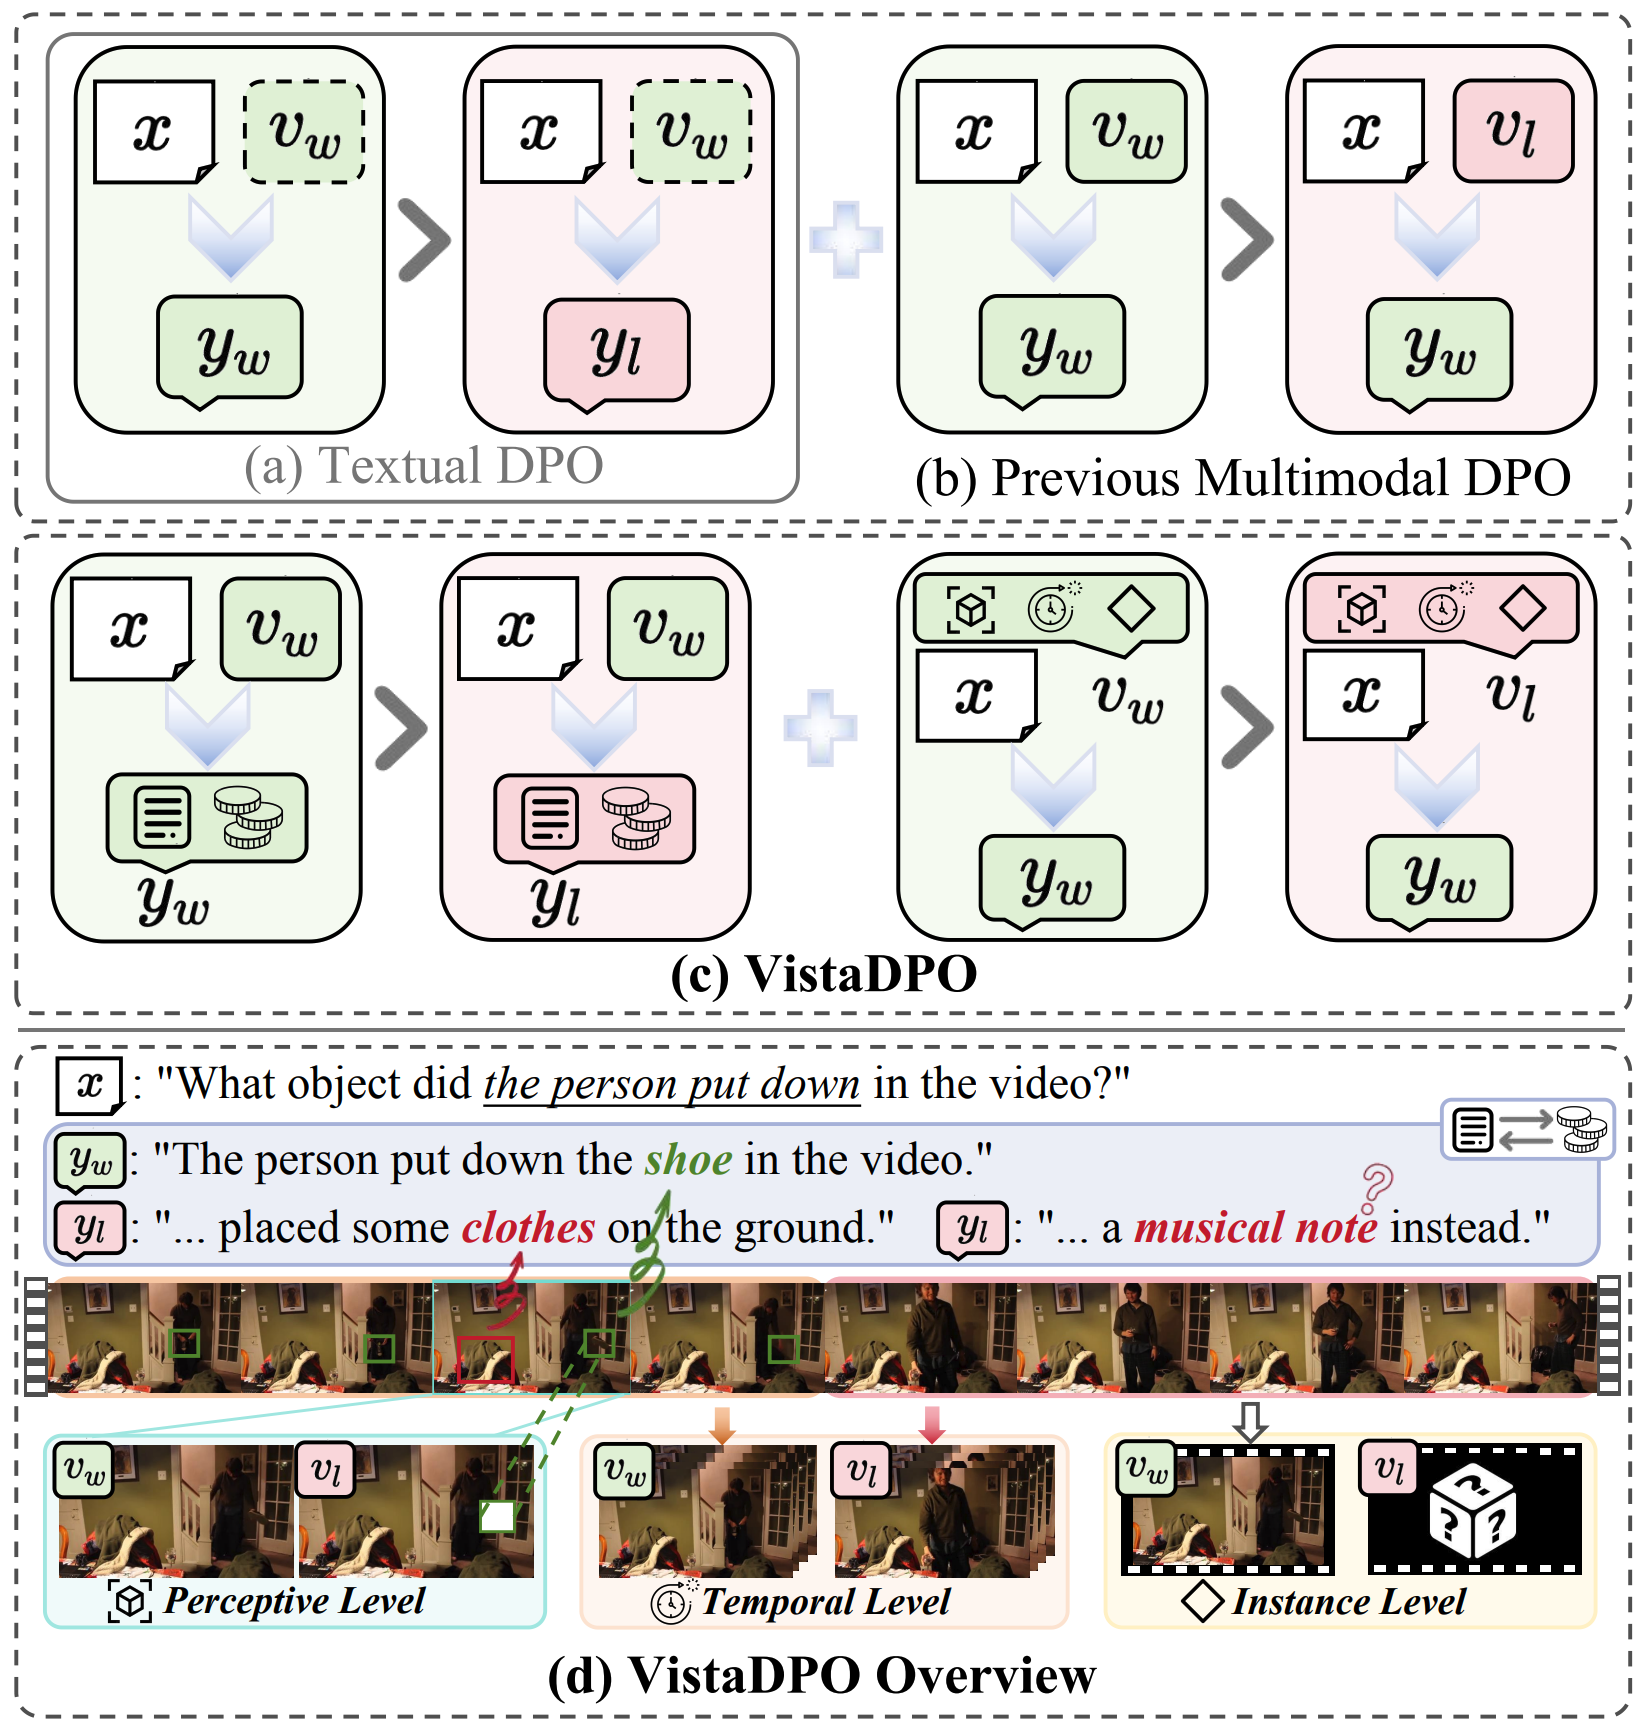 x v_w x v_w x v_w x v_l
y_w y_l y_w y_w
(a) Textual DPO
(b) Previous Multimodal DPO
x v_w x v_w x v_w x v_l
y_w y_l y_w y_w
(c) VistaDPO
x : "What object did the person put down in the video?"
y_w : "The person put down the shoe in the video."
y_l : "... placed some clothes on the ground."
y_l : "... a musical note instead."
?
v_w v_l v_w v_l v_w v_l
? ? ?
Perceptive Level
Temporal Level
Instance Level
(d) VistaDPO Overview